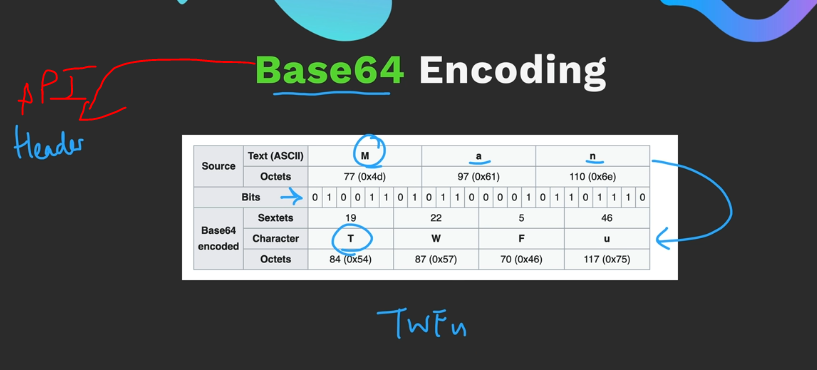 Base64 Encoding
API
Header
Source Text (ASCII) M a n
Octets 77 (0x4d) 97 (0x61) 110 (0x6e)
Bits 0 1 0 0 1 1 0 1 0 1 1 0 0 0 0 1 0 1 1 0 1 1 1 0
Base64 encoded Sextets 19 22 5 46
Character T W F u
Octets 84 (0x54) 87 (0x57) 70 (0x46) 117 (0x75)
TWFu